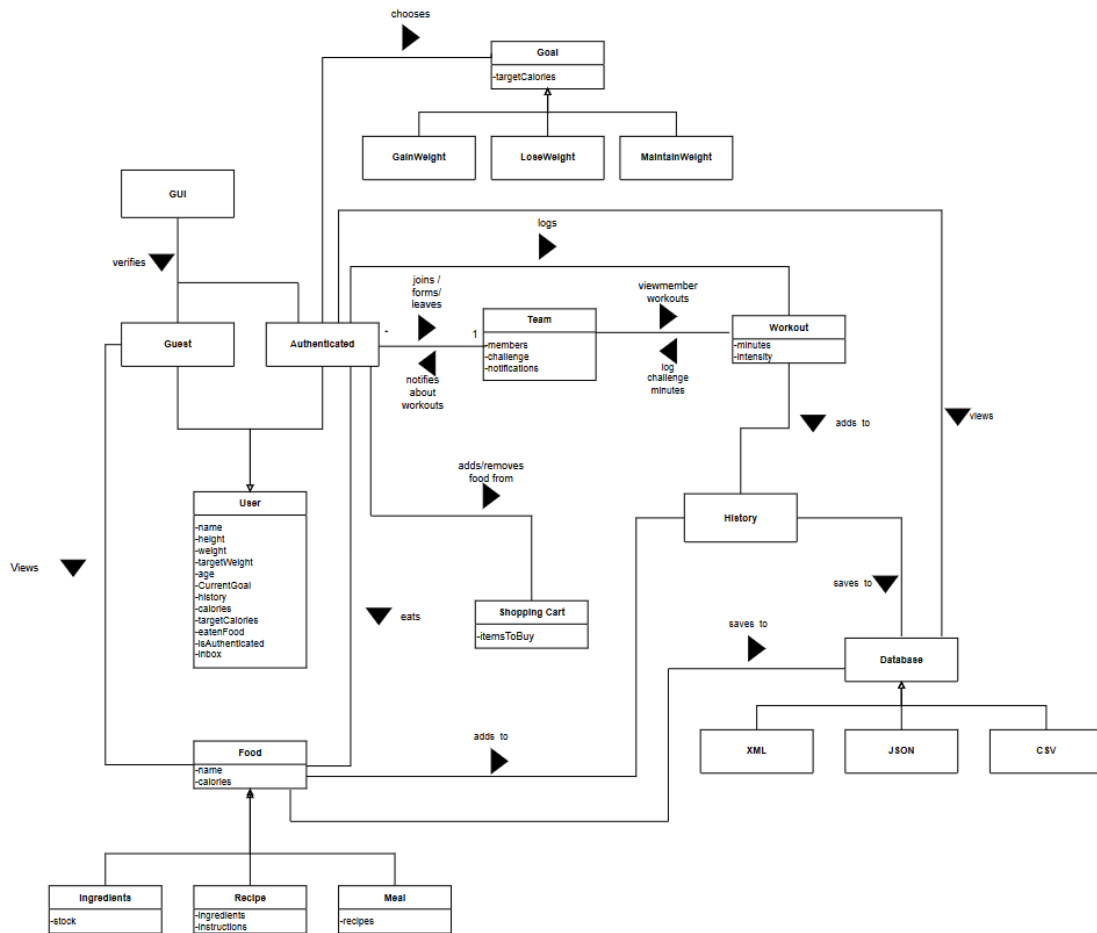 chooses
Goal
-targetCalories
GainWeight
LoseWeight
MaintainWeight
GUI
verifies
logs
joins /
forms/
leaves
viewmember
workouts
Guest
Authenticated
-
1
Team
-members
-challenge
-notifications
Workout
-minutes
-intensity
notifies
about
workouts
log
challenge
minutes
adds to
views
adds/removes
food from
User
-name
-height
-weight
-targetWeight
-age
-CurrentGoal
-history
-calories
-targetCalories
-eatenFood
-isAuthenticated
-inbox
History
Views
eats
Shopping Cart
-itemsToBuy
saves to
saves to
Database
adds to
Food
-name
-calories
XML
JSON
CSV
Ingredients
-stock
Recipe
-ingredients
-instructions
Meal
-recipes